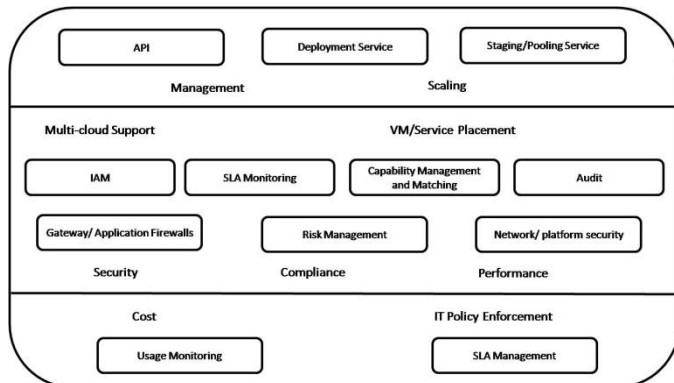 API
Deployment Service
Staging/Pooling Service
Management
Scaling
Multi-cloud Support
VM/Service Placement
IAM
SLA Monitoring
Capability Management
and Matching
Audit
Gateway/ Application Firewalls
Risk Management
Network/ platform security
Security
Compliance
Performance
Cost
IT Policy Enforcement
Usage Monitoring
SLA Management